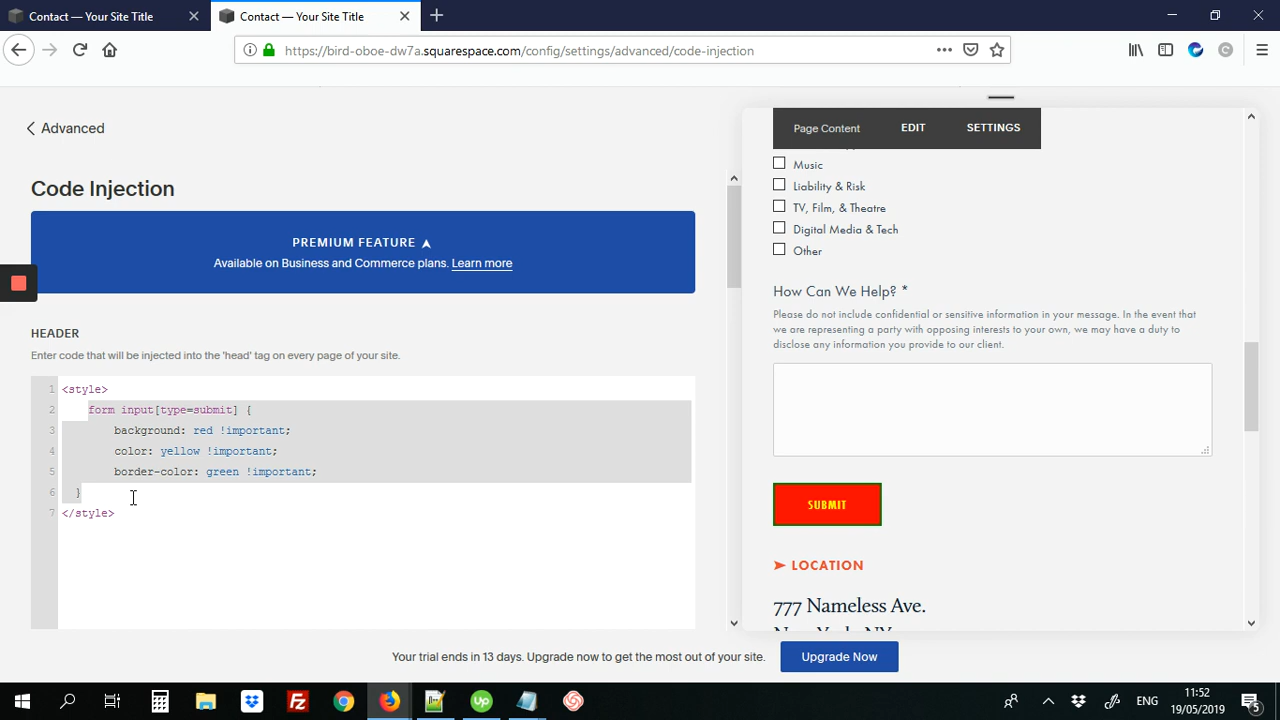 Contact — Your Site Title
Contact — Your Site Title
https://bird-oboe-dw7a.squarespace.com/config/settings/advanced/code-injection
Advanced
Code Injection
PREMIUM FEATURE
Available on Business and Commerce plans. Learn more
HEADER
Enter code that will be injected into the 'head' tag on every page of your site.
1 <style>
2 form input[type=submit] {
3 background: red !important;
4 color: yellow !important;
5 border-color: green !important;
6 }
7 </style>
Page Content EDIT SETTINGS
Music
Liability & Risk
TV, Film, & Theatre
Digital Media & Tech
Other
How Can We Help? *
Please do not include confidential or sensitive information in your message. In the event that
we are representing a party with opposing interests to your own, we may have a duty to
disclose any information you provide to our client.
SUBMIT
LOCATION
777 Nameless Ave.
Your trial ends in 13 days. Upgrade now to get the most out of your site.
Upgrade Now
ENG
11:52
19/05/2019
5